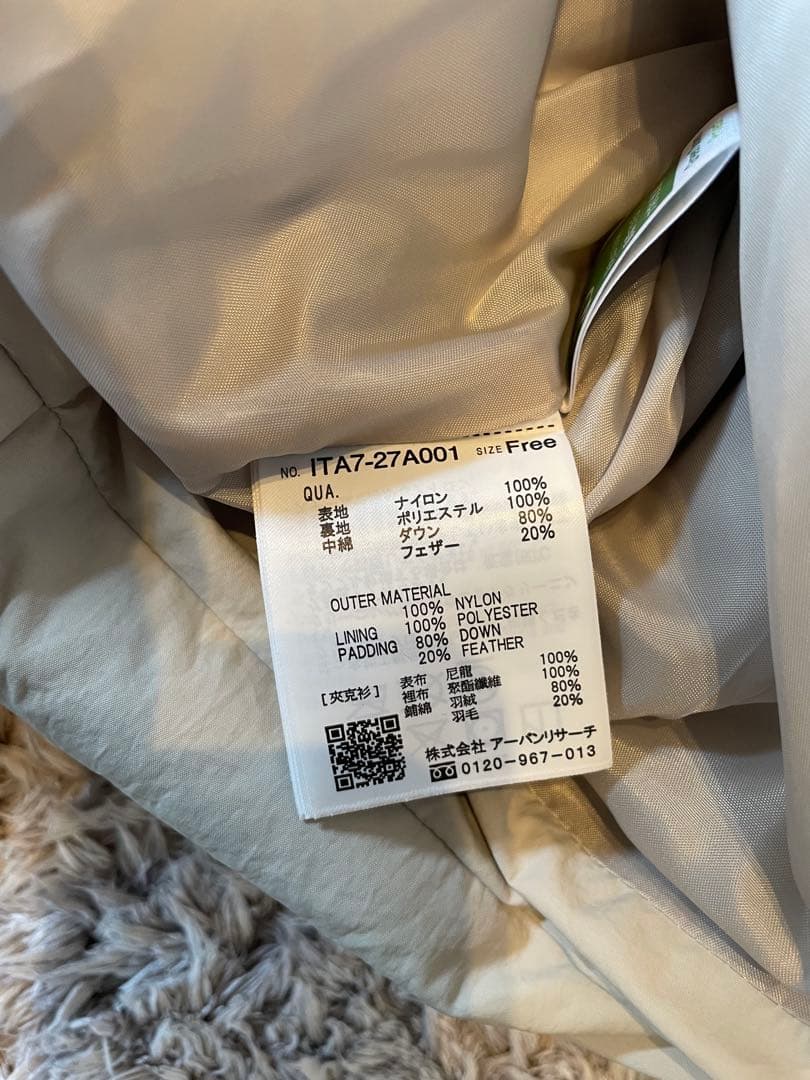 NO. ITA7-27A001 SIZE Free
QUA.
表地 ナイロン 100%
裏地 ポリエステル 100%
中綿 ダウン 80%
フェザー 20%
OUTER MATERIAL
100% NYLON
LINING 100% POLYESTER
PADDING 80% DOWN
20% FEATHER
[夾克衫] 表布 尼龍 100%
裡布 聚酯纖維 100%
鋪綿 羽絨 80%
羽毛 20%
株式会社 アーバンリサーチ
0120-967-013